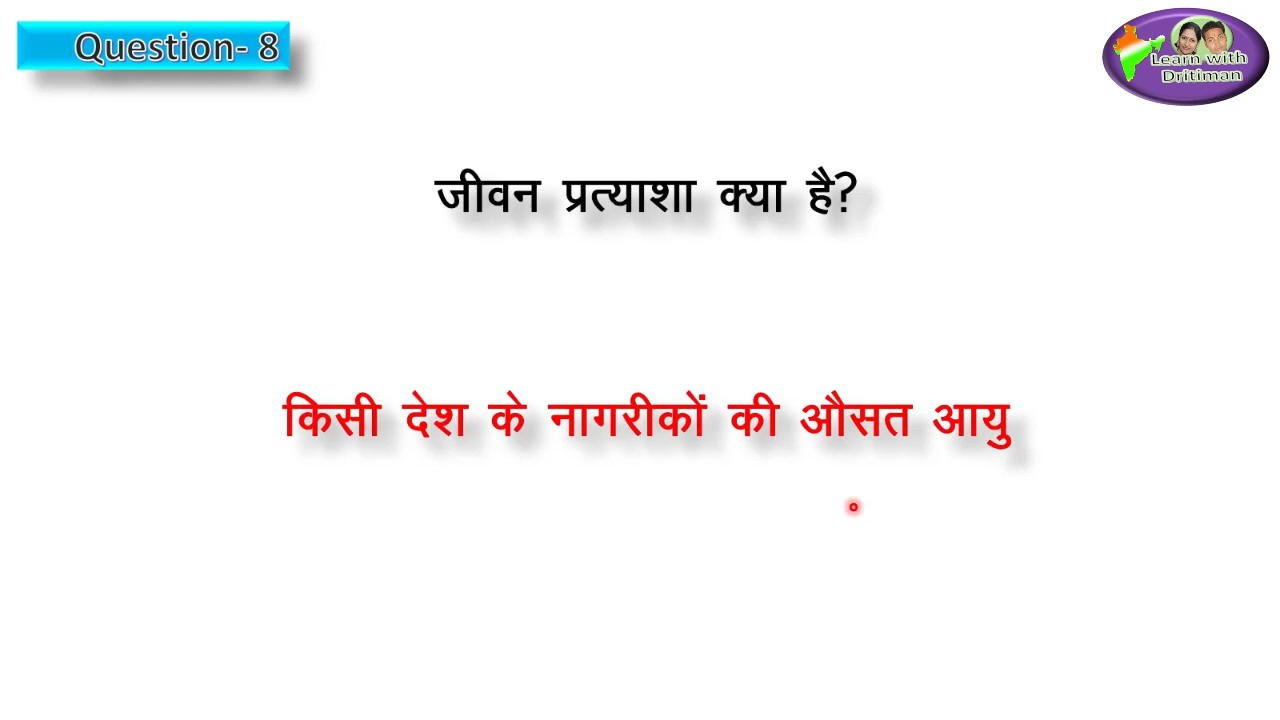 Question- 8
Learn with
Dritiman
जीवन प्रत्याशा क्या है?
किसी देश के नागरीकों की औसत आयु